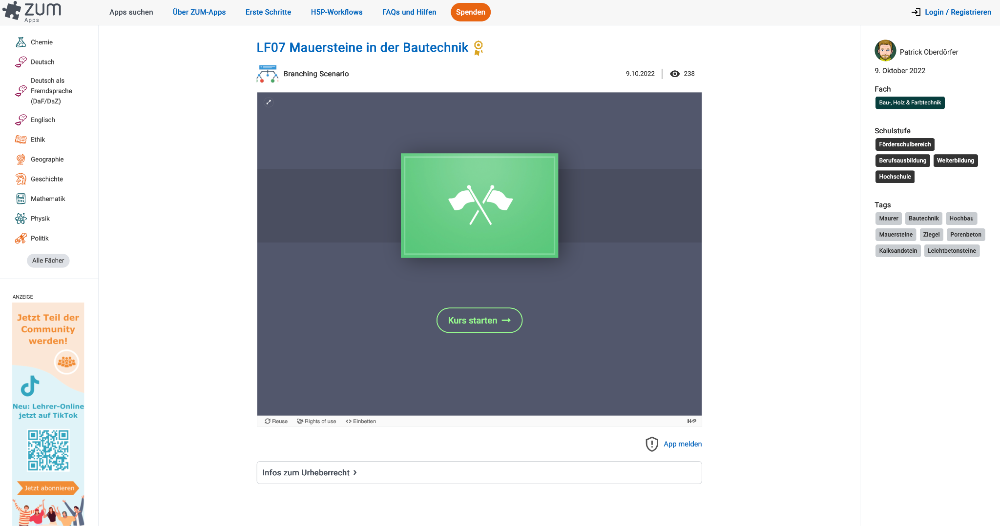 ZUM
Apps
Apps suchen
Über ZUM-Apps
Erste Schritte
H5P-Workflows
FAQs und Hilfen
Spenden
Login / Registrieren
Chemie
Deutsch
Deutsch als
Fremdsprache
(DaF/DaZ)
Englisch
Ethik
Geographie
Geschichte
Mathematik
Physik
Politik
Alle Fächer
ANZEIGE
Jetzt Teil der
Community
werden!
Neu: Lehrer-Online
jetzt auf TikTok
Jetzt abonnieren
LF07 Mauersteine in der Bautechnik
Branching Scenario
9.10.2022
238
Kurs starten
Reuse
Rights of use
Einbetten
H5P
App melden
Infos zum Urheberrecht
Patrick Oberdörfer
9. Oktober 2022
Fach
Bau-, Holz & Farbtechnik
Schulstufe
Förderschulbereich
Berufsausbildung Weiterbildung
Hochschule
Tags
Maurer Bautechnik Hochbau
Mauersteine Ziegel Porenbeton
Kalksandstein Leichtbetonsteine